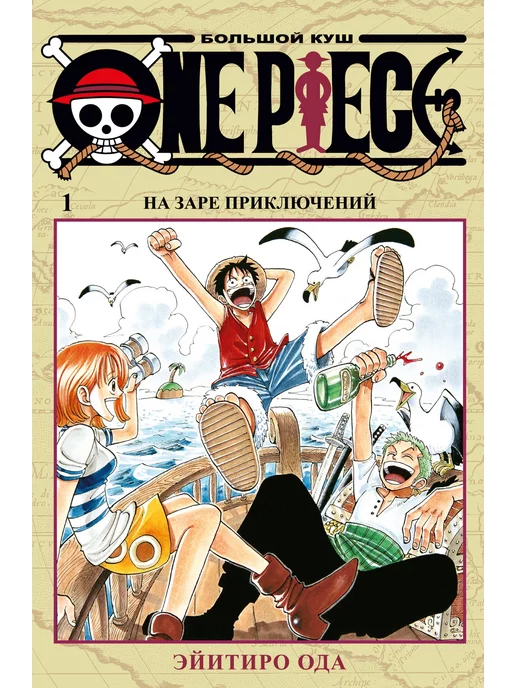 БОЛЬШОЙ КУШ
ONE PIECE
1
НА ЗАРЕ ПРИКЛЮЧЕНИЙ
ЭЙИТИРО ОДА